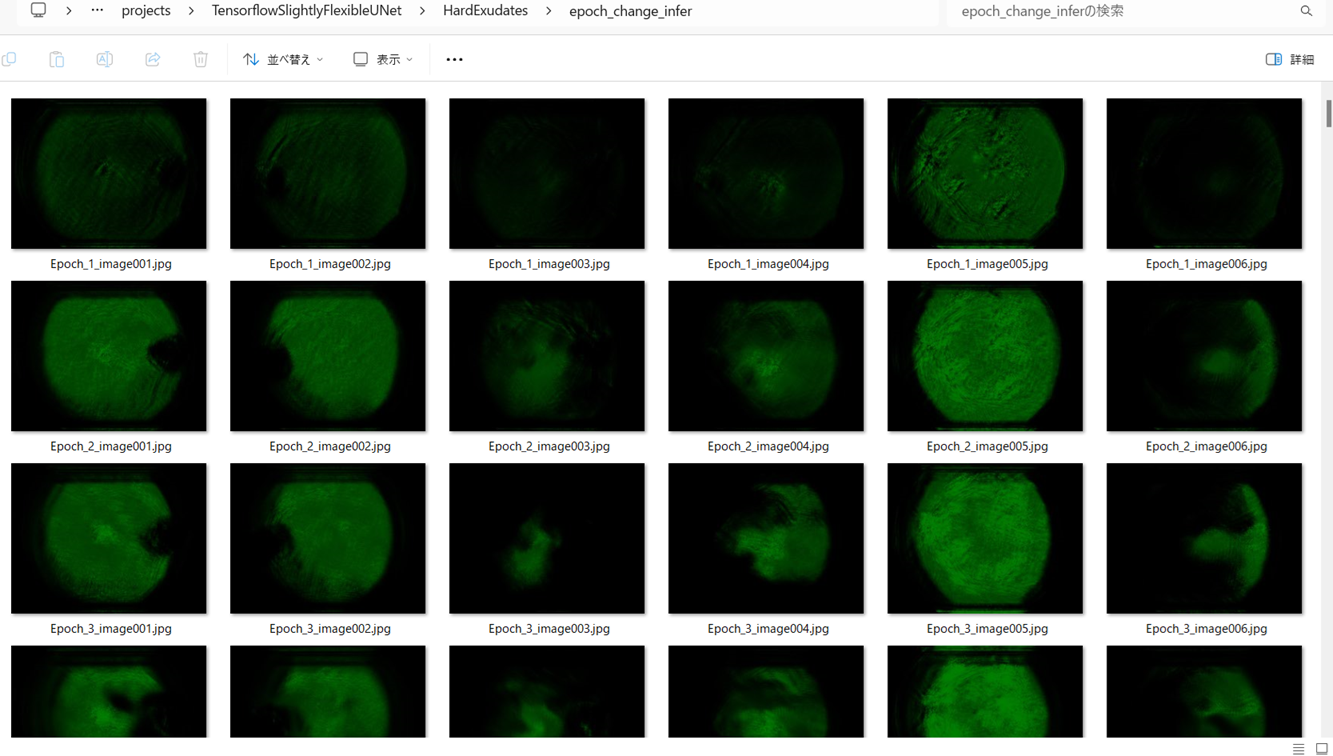 › ··· projects › TensorflowSlightlyFlexibleUNet › HardExudates › epoch_change_infer epoch_change_inferの検索
並べ替え 表示 ··· 詳細
Epoch_1_image001.jpg Epoch_1_image002.jpg Epoch_1_image003.jpg Epoch_1_image004.jpg Epoch_1_image005.jpg Epoch_1_image006.jpg
Epoch_2_image001.jpg Epoch_2_image002.jpg Epoch_2_image003.jpg Epoch_2_image004.jpg Epoch_2_image005.jpg Epoch_2_image006.jpg
Epoch_3_image001.jpg Epoch_3_image002.jpg Epoch_3_image003.jpg Epoch_3_image004.jpg Epoch_3_image005.jpg Epoch_3_image006.jpg